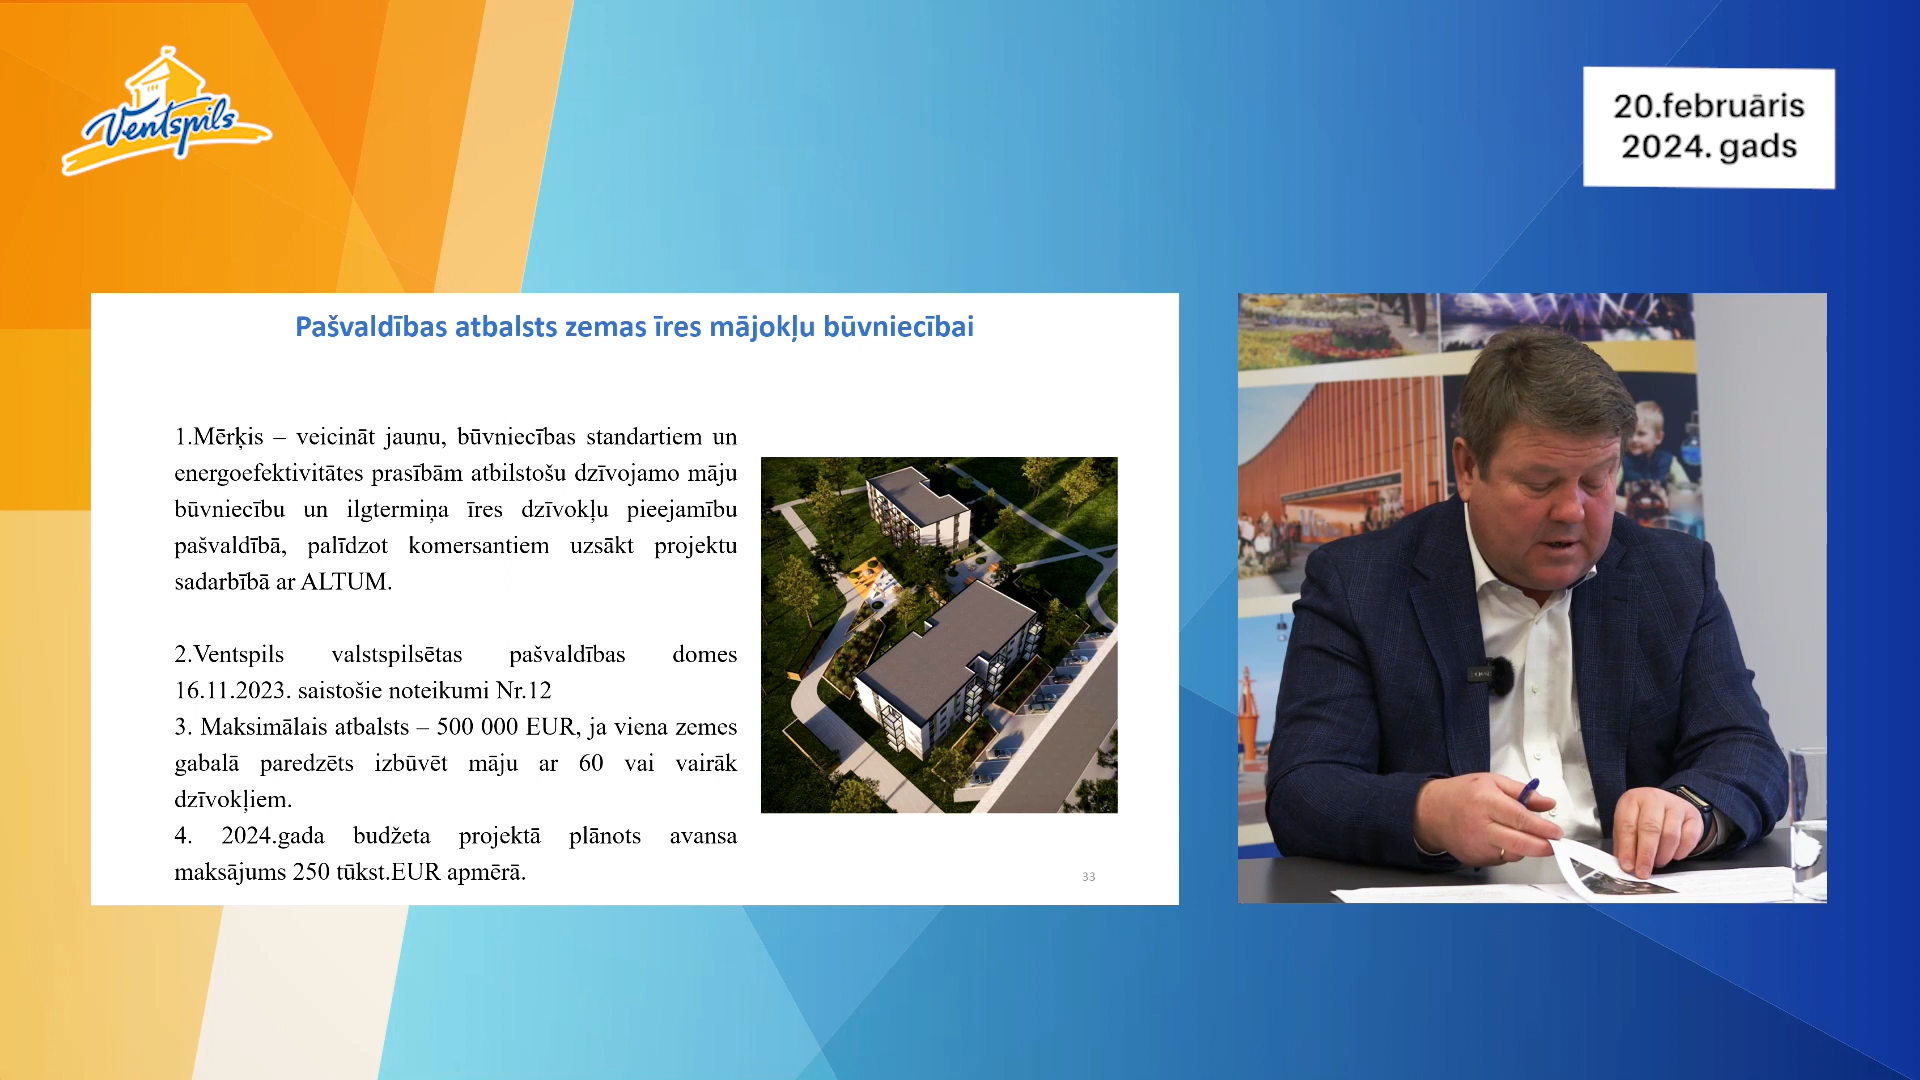 Ventspils
20.februāris
2024. gads
Pašvaldības atbalsts zemas īres mājokļu būvniecībai
1.Mērķis – veicināt jaunu, būvniecības standartiem un
energoefektivitātes prasībām atbilstošu dzīvojamo māju
būvniecību un ilgtermiņa īres dzīvokļu pieejamību
pašvaldībā, palīdzot komersantiem uzsākt projektu
sadarbībā ar ALTUM.
2.Ventspils valstspilsētas pašvaldības domes
16.11.2023. saistošie noteikumi Nr.12
3. Maksimālais atbalsts – 500 000 EUR, ja viena zemes
gabalā paredzēts izbūvēt māju ar 60 vai vairāk
dzīvokļiem.
4. 2024.gada budžeta projektā plānots avansa
maksājums 250 tūkst.EUR apmērā.
33